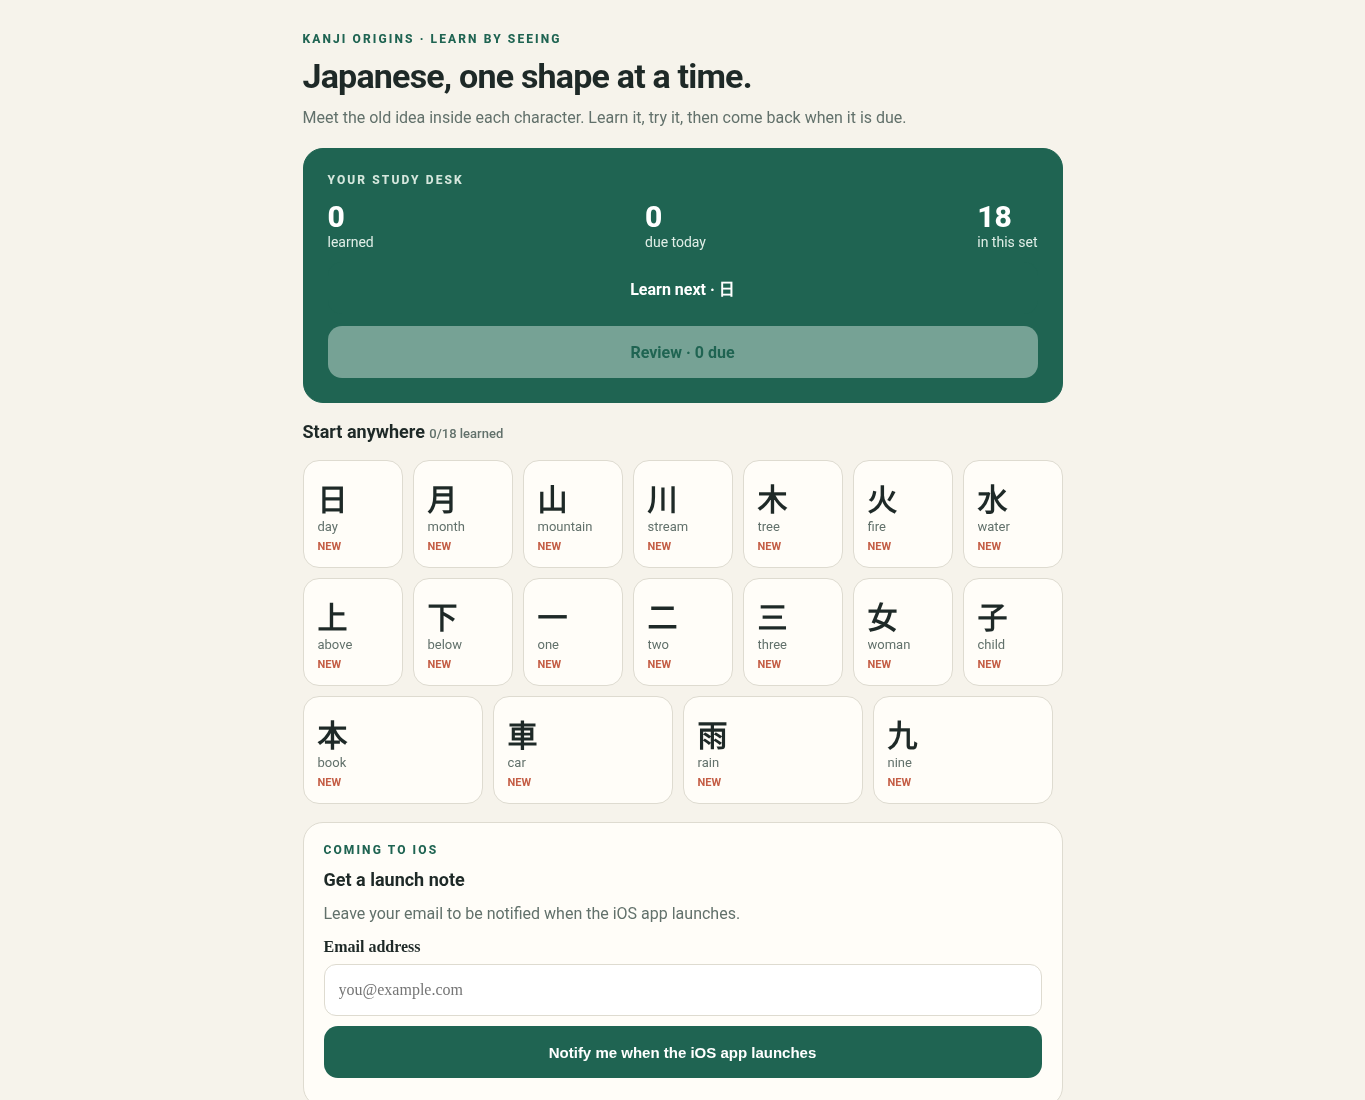 KANJI ORIGINS · LEARN BY SEEING
Japanese, one shape at a time.
Meet the old idea inside each character. Learn it, try it, then come back when it is due.
YOUR STUDY DESK
0 0 18
learned due today in this set
Learn next · 日
Review · 0 due
Start anywhere 0/18 learned
日 月 山 川 木 火 水
day month mountain stream tree fire water
NEW NEW NEW NEW NEW NEW NEW
上 下 一 二 三 女 子
above below one two three woman child
NEW NEW NEW NEW NEW NEW NEW
本 車 雨 九
book car rain nine
NEW NEW NEW NEW
COMING TO IOS
Get a launch note
Leave your email to be notified when the iOS app launches.
Email address
you@example.com
Notify me when the iOS app launches